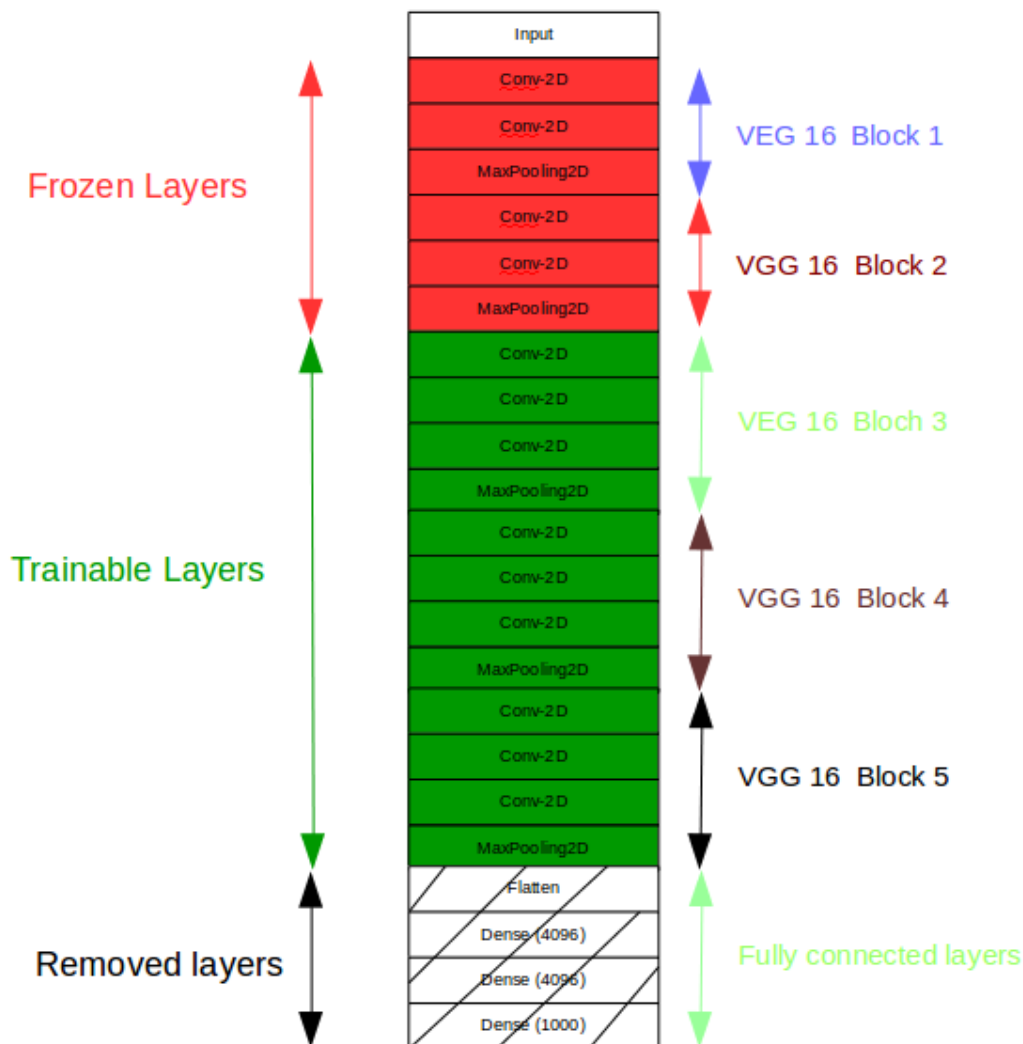 Input
Conv-2D
Conv-2D
MaxPooling2D
Conv-2D
Conv-2D
MaxPooling2D
Conv-2D
Conv-2D
Conv-2D
MaxPooling2D
Conv-2D
Conv-2D
Conv-2D
MaxPooling2D
Conv-2D
Conv-2D
Conv-2D
MaxPooling2D
Flatten
Dense (4096)
Dense (4096)
Dense (1000)
Frozen Layers
Trainable Layers
Removed layers
VEG 16 Block 1
VGG 16 Block 2
VEG 16 Bloch 3
VGG 16 Block 4
VGG 16 Block 5
Fully connected layers